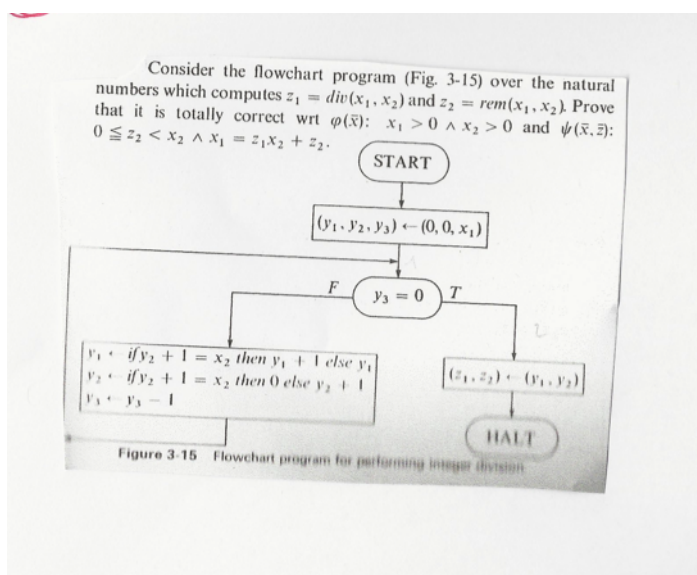 Consider the flowchart program (Fig. 3-15) over the natural
numbers which computes z₁ = div(x₁, x₂) and z₂ = rem(x₁, x₂). Prove
that it is totally correct wrt φ(x̄): x₁ > 0 ∧ x₂ > 0 and ψ(x̄, z̄):
0 ≦ z₂ < x₂ ∧ x₁ = z₁x₂ + z₂.
START
(y₁, y₂, y₃) ← (0, 0, x₁)
F
y₃ = 0
T
y₁ ← if y₂ + 1 = x₂ then y₁ + 1 else y₁
y₂ ← if y₂ + 1 = x₂ then 0 else y₂ + 1
y₃ ← y₃ - 1
(z₁, z₂) ← (y₁, y₂)
HALT
Figure 3-15 Flowchart program for performing integer division